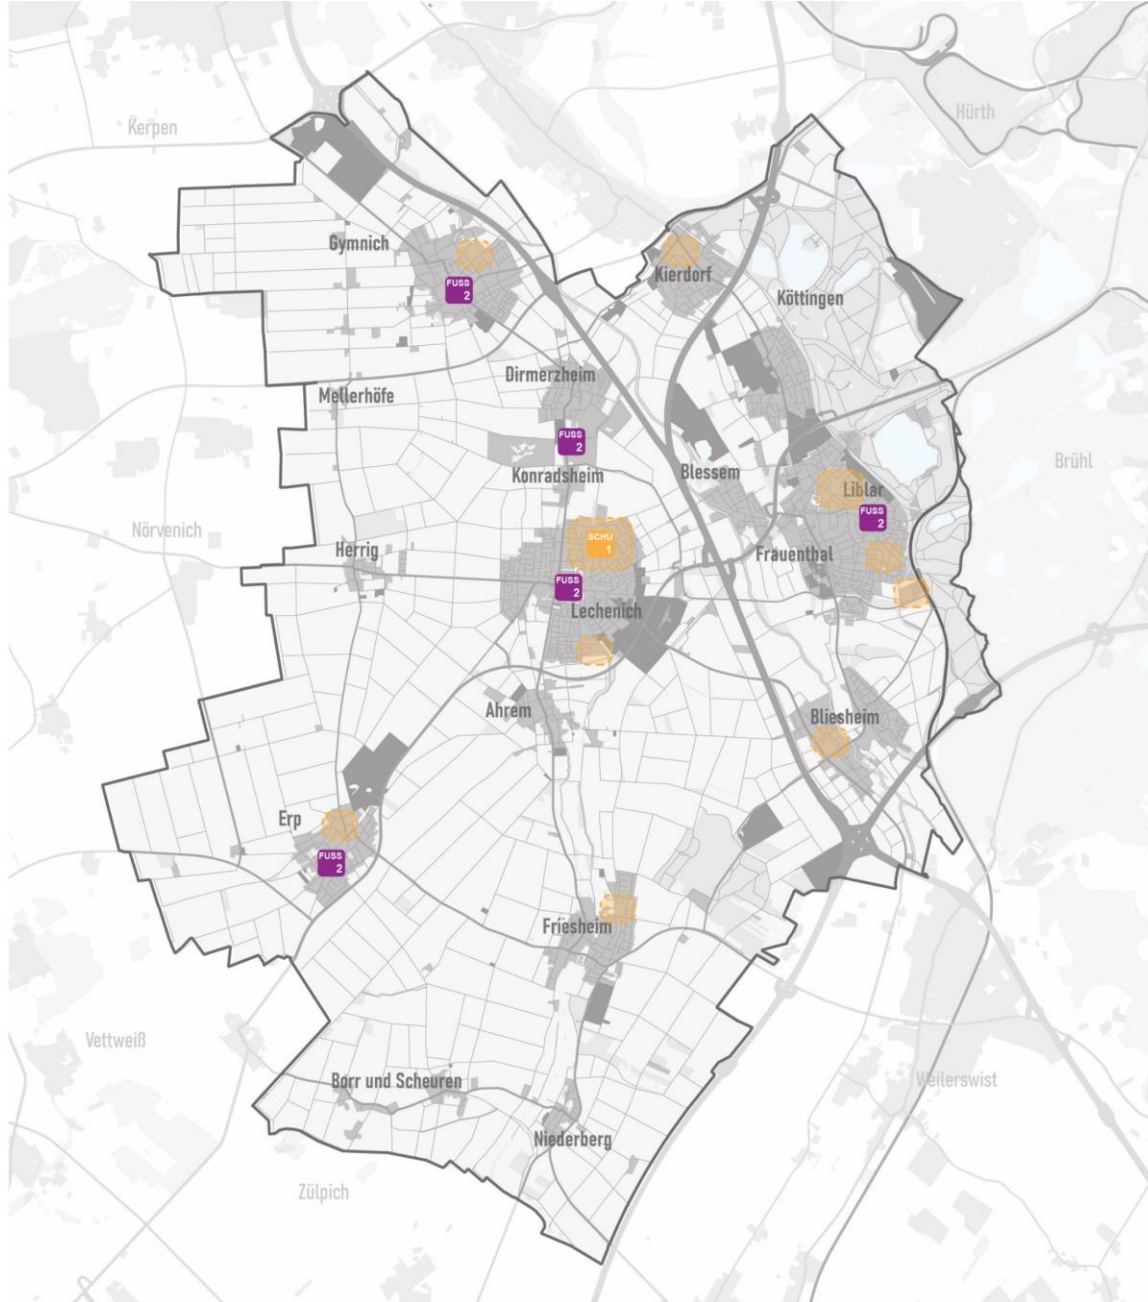 Hürth
Kerpen
Gymnich
Kierdorf
FUSS
2
Köttingen
Dirmerzheim
Mellerhöfe
FUSS
2
Brühl
Konradsheim
Blessem
Liblar
FUSS
2
Nörvenich
SCHÜ
1
Herrig
Frauenthal
FUSS
2
Lechenich
Ahrem
Bliesheim
Erp
FUSS
2
Friesheim
Vettweiß
Borr und Scheuren
Weilerswist
Niederberg
Zülpich